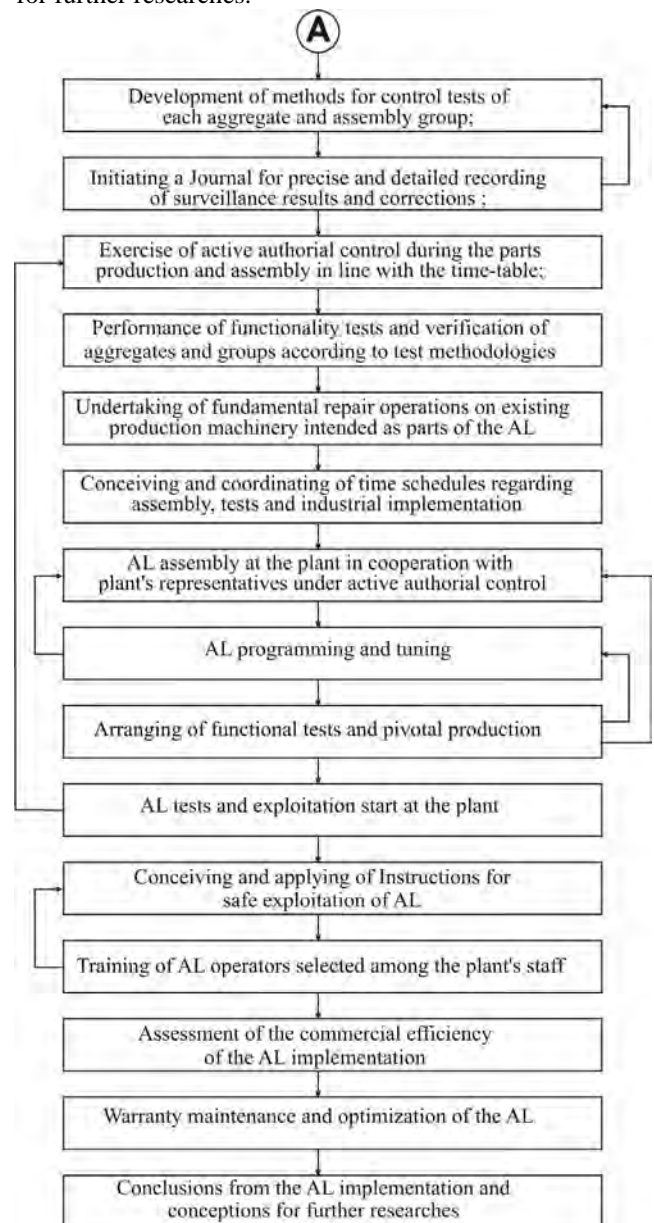 for further researches.
A
Development of methods for control tests of
each aggregate and assembly group;
Initiating a Journal for precise and detailed recording
of surveillance results and corrections ;
Exercise of active authorial control during the parts
production and assembly in line with the time-table;
Performance of functionality tests and verification of
aggregates and groups according to test methodologies
Undertaking of fundamental repair operations on existing
production machinery intended as parts of the AL
Conceiving and coordinating of time schedules regarding
assembly, tests and industrial implementation
AL assembly at the plant in cooperation with
plant's representatives under active authorial control
AL programming and tuning
Arranging of functional tests and pivotal production
AL tests and exploitation start at the plant
Conceiving and applying of Instructions for
safe exploitation of AL
Training of AL operators selected among the plant's staff
Assessment of the commercial efficiency
of the AL implementation
Warranty maintenance and optimization of the AL
Conclusions from the AL implementation and
conceptions for further researches